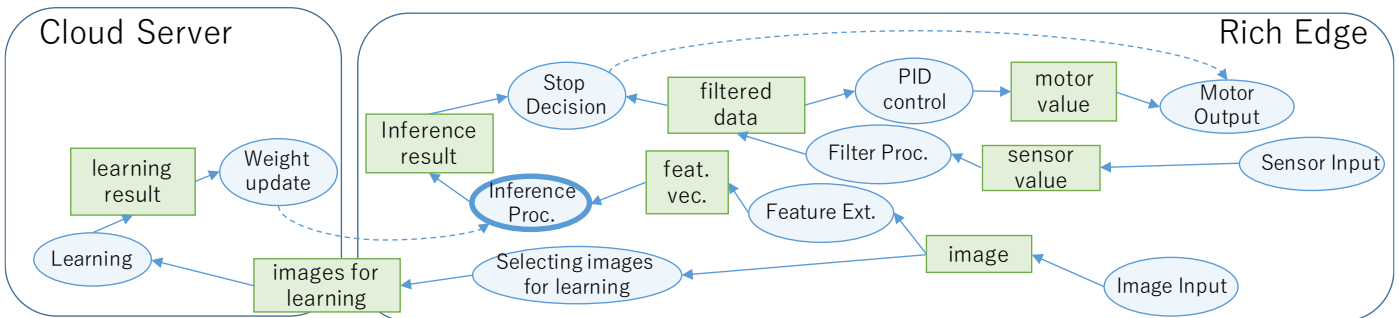 Cloud Server
Rich Edge
Stop
Decision
filtered
data
PID
control
motor
value
Motor
Output
Inference
result
Filter Proc.
sensor
value
Sensor Input
learning
result
Weight
update
Inference
Proc.
feat.
vec.
Feature Ext.
Learning
images for
learning
Selecting images
for learning
image
Image Input